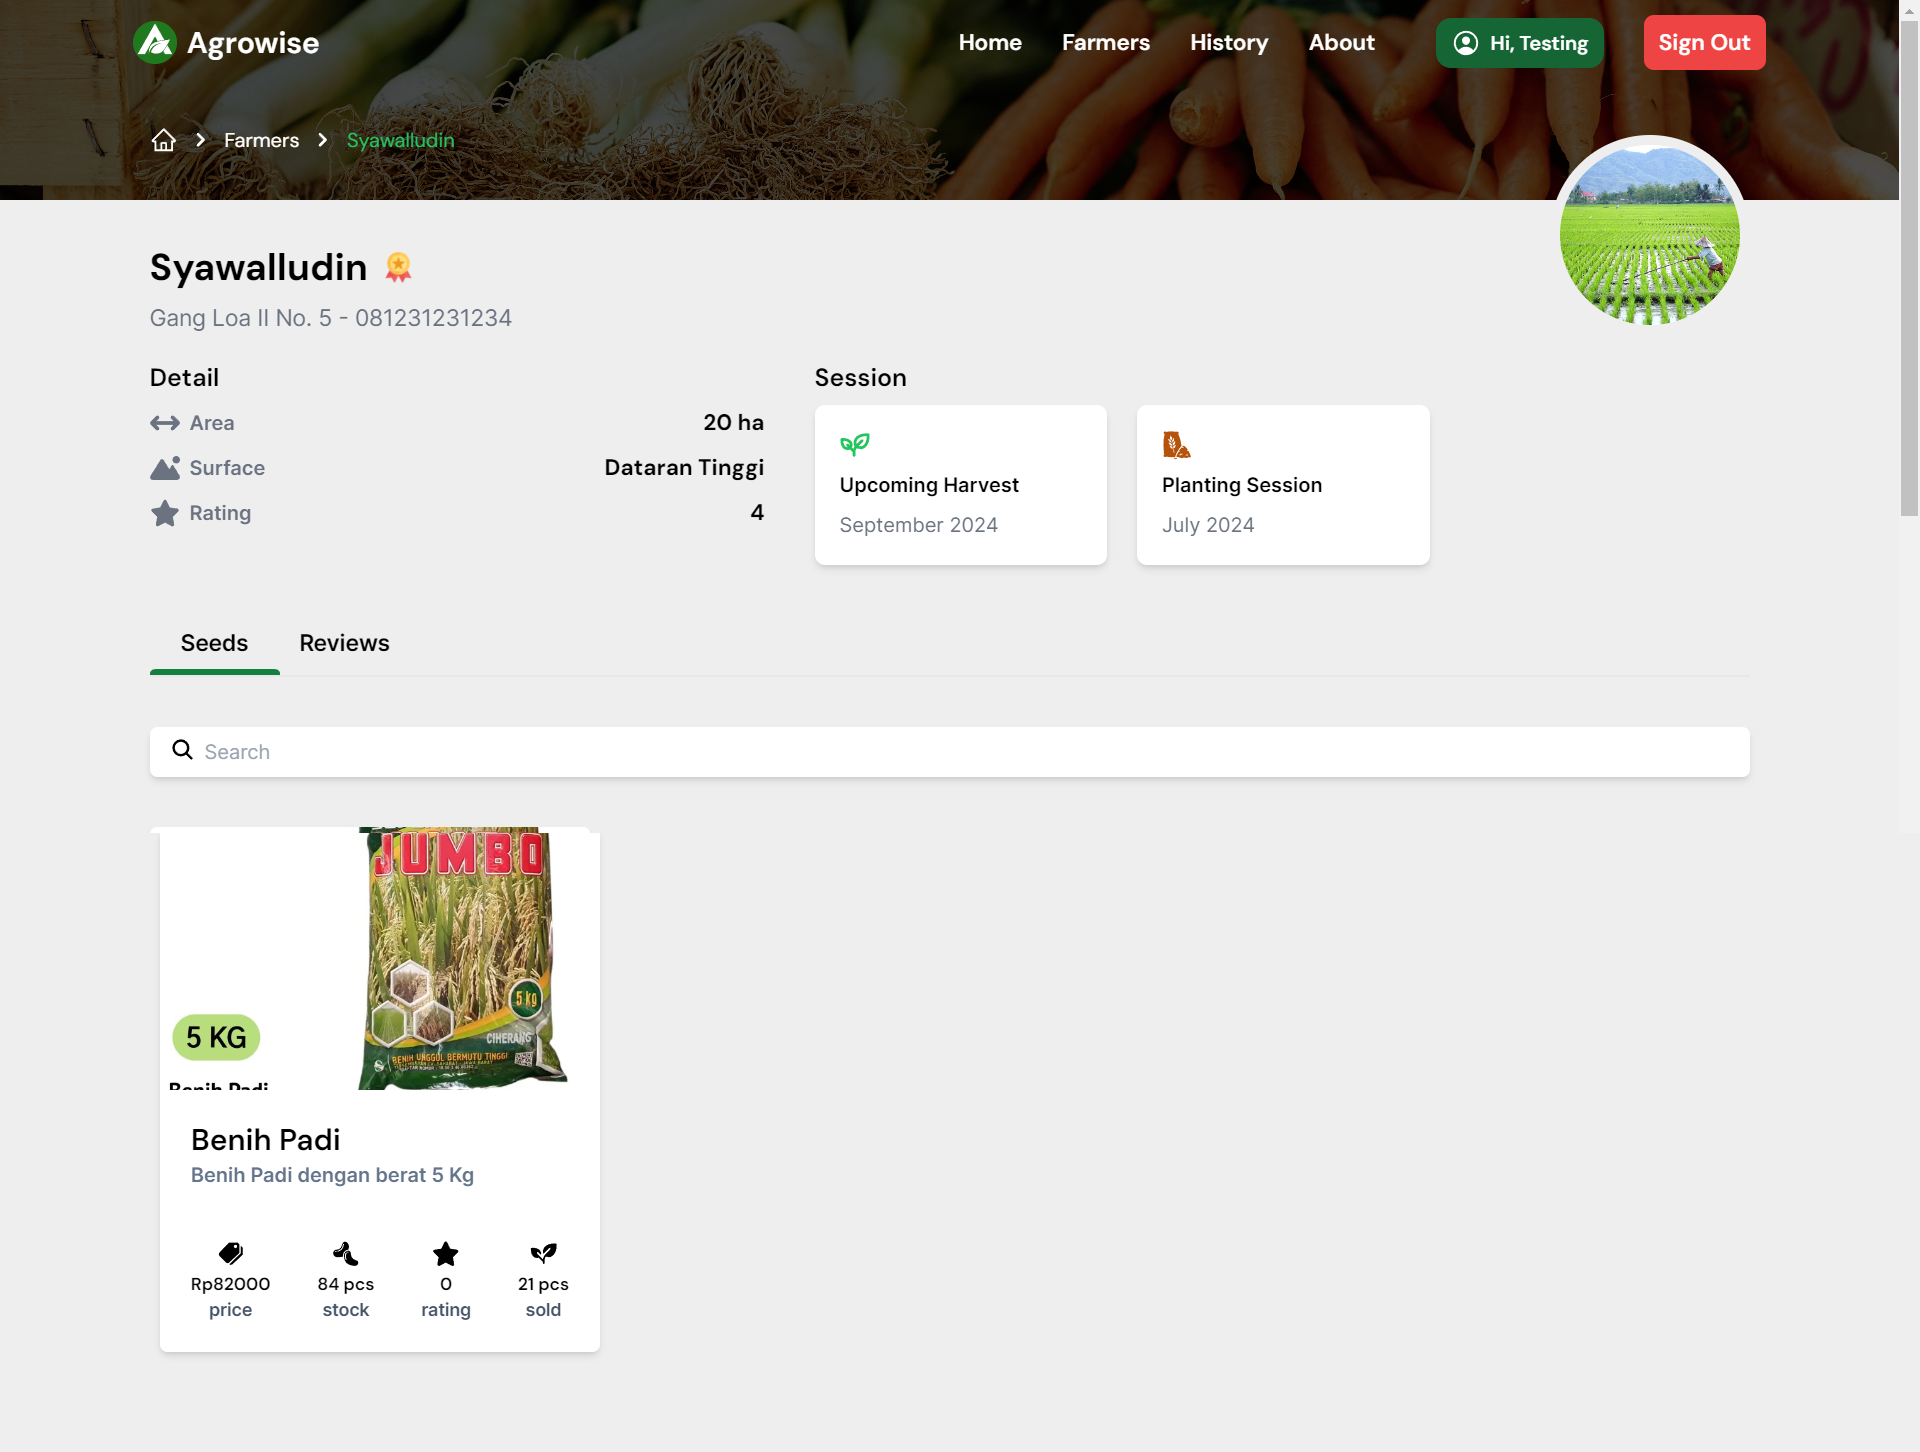 Agrowise
Home
Farmers
History
About
Hi, Testing
Sign Out
Farmers
Syawalludin
Syawalludin
Gang Loa II No. 5 - 081231231234
Detail
Area
20 ha
Surface
Dataran Tinggi
Rating
4
Session
Upcoming Harvest
September 2024
Planting Session
July 2024
Seeds
Reviews
Search
JUMBO
5 kg
CIHERANG
BENIH UNGGUL BERMUTU TINGGI
5 KG
Benih Padi
Benih Padi
Benih Padi dengan berat 5 Kg
Rp82000
price
84 pcs
stock
0
rating
21 pcs
sold